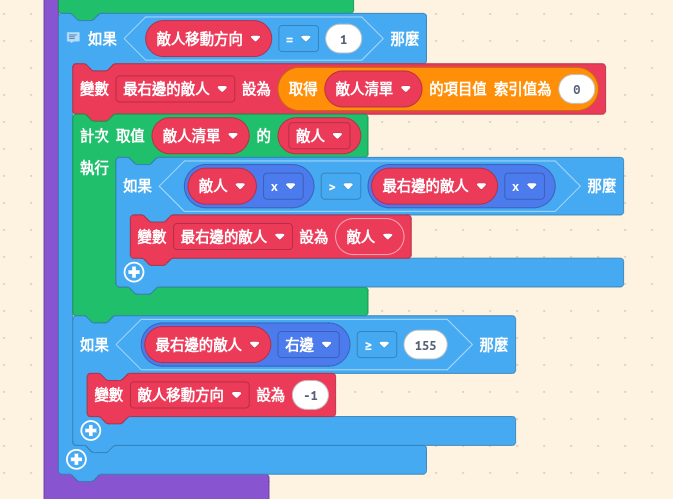 如果 敵人移動方向 = 1 那麼
變數 最右邊的敵人 設為 取得 敵人清單 的項目值 索引值為 0
計次 取值 敵人清單 的 敵人
執行
如果 敵人 x > 最右邊的敵人 x 那麼
變數 最右邊的敵人 設為 敵人
如果 最右邊的敵人 右邊 ≥ 155 那麼
變數 敵人移動方向 設為 -1